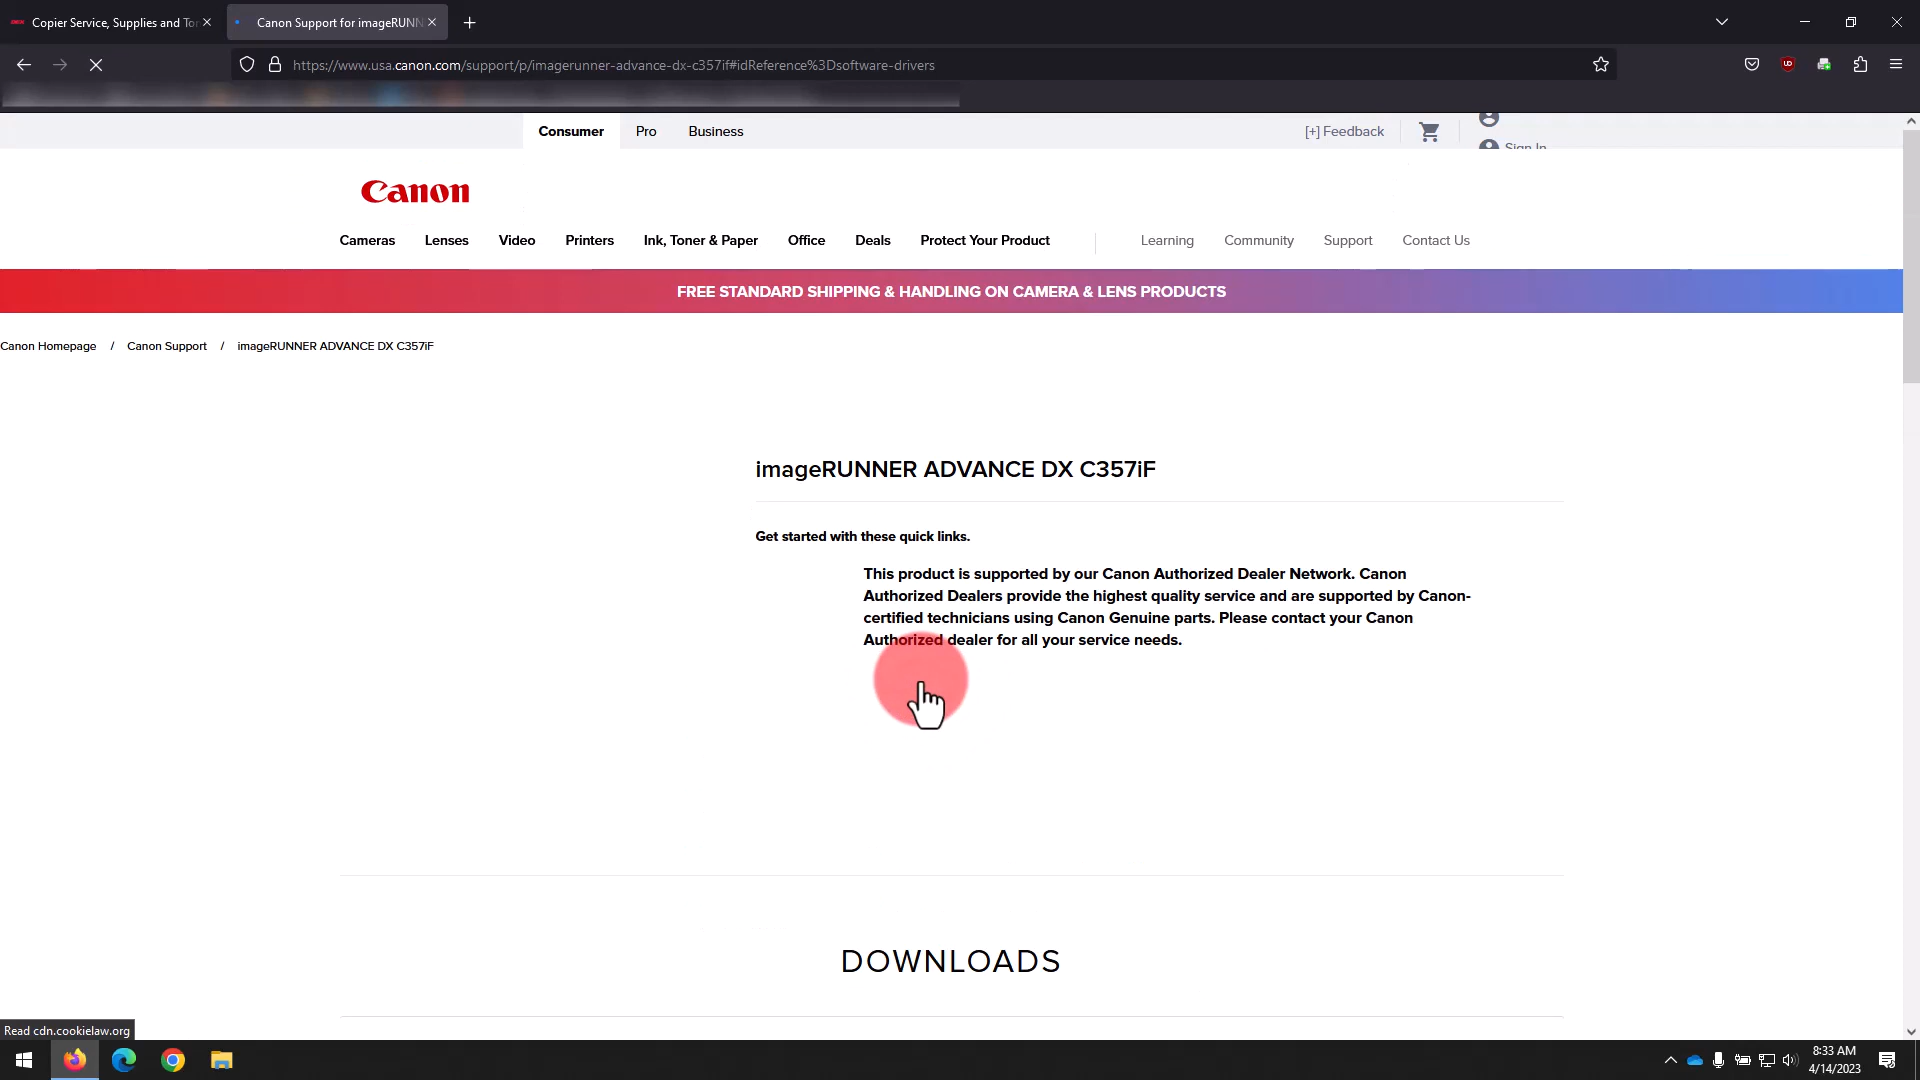 Copier Service, Supplies and To
Canon Support for imageRUNN
https://www.usa.canon.com/support/p/imagerunner-advance-dx-c357if#idReference%3Dsoftware-drivers
Consumer
Pro
Business
[+] Feedback
Sign In
Canon
Cameras
Lenses
Video
Printers
Ink, Toner & Paper
Office
Deals
Protect Your Product
Learning
Community
Support
Contact Us
FREE STANDARD SHIPPING & HANDLING ON CAMERA & LENS PRODUCTS
Canon Homepage / Canon Support / imageRUNNER ADVANCE DX C357iF
imageRUNNER ADVANCE DX C357iF
Get started with these quick links.
This product is supported by our Canon Authorized Dealer Network. Canon
Authorized Dealers provide the highest quality service and are supported by Canon-
certified technicians using Canon Genuine parts. Please contact your Canon
Authorized dealer for all your service needs.
DOWNLOADS
Read cdn.cookielaw.org
8:33 AM
4/14/2023